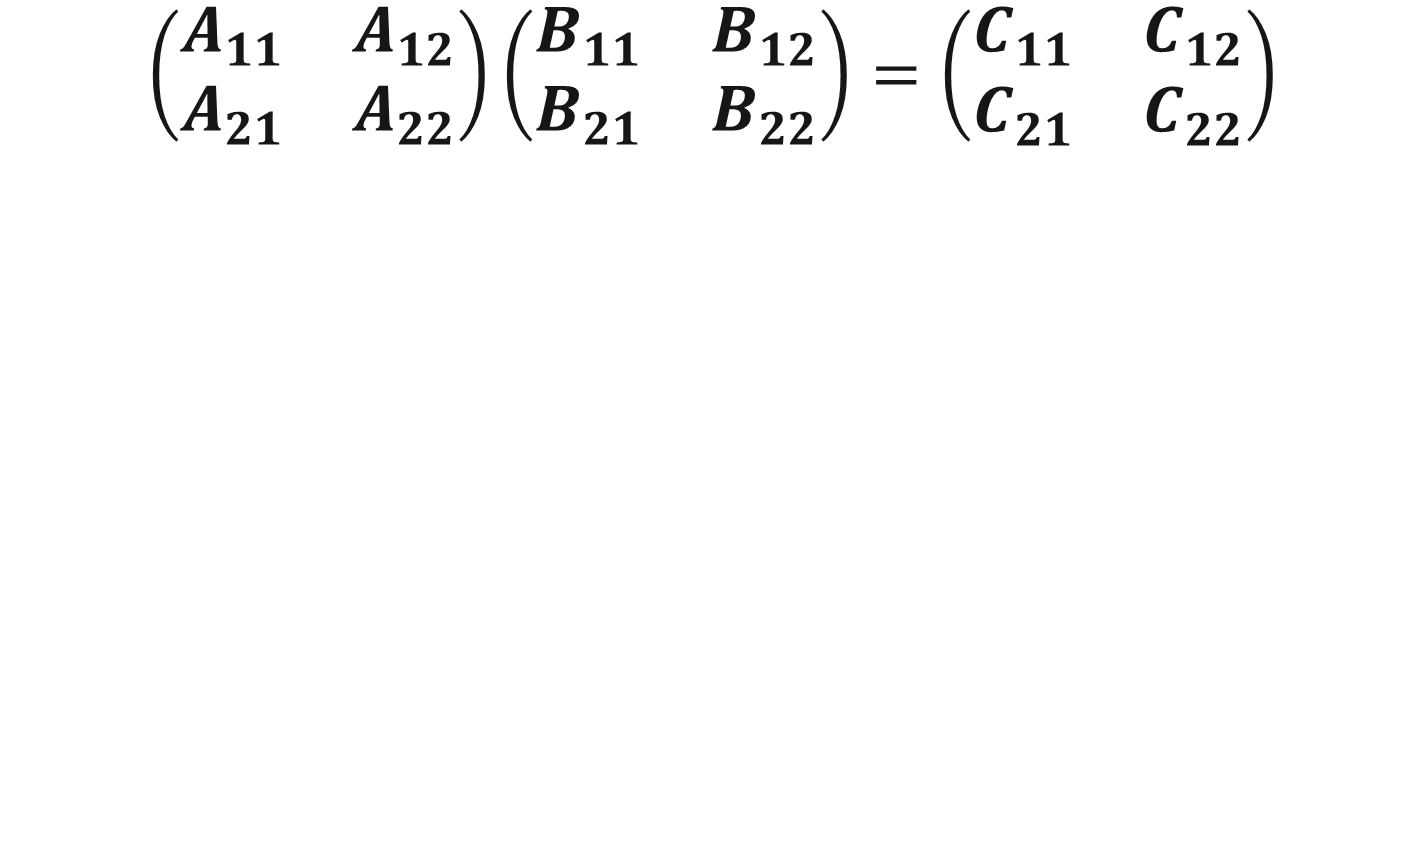 (A₁₁ A₁₂) (B₁₁ B₁₂) = (C₁₁ C₁₂)
(A₂₁ A₂₂) (B₂₁ B₂₂) (C₂₁ C₂₂)